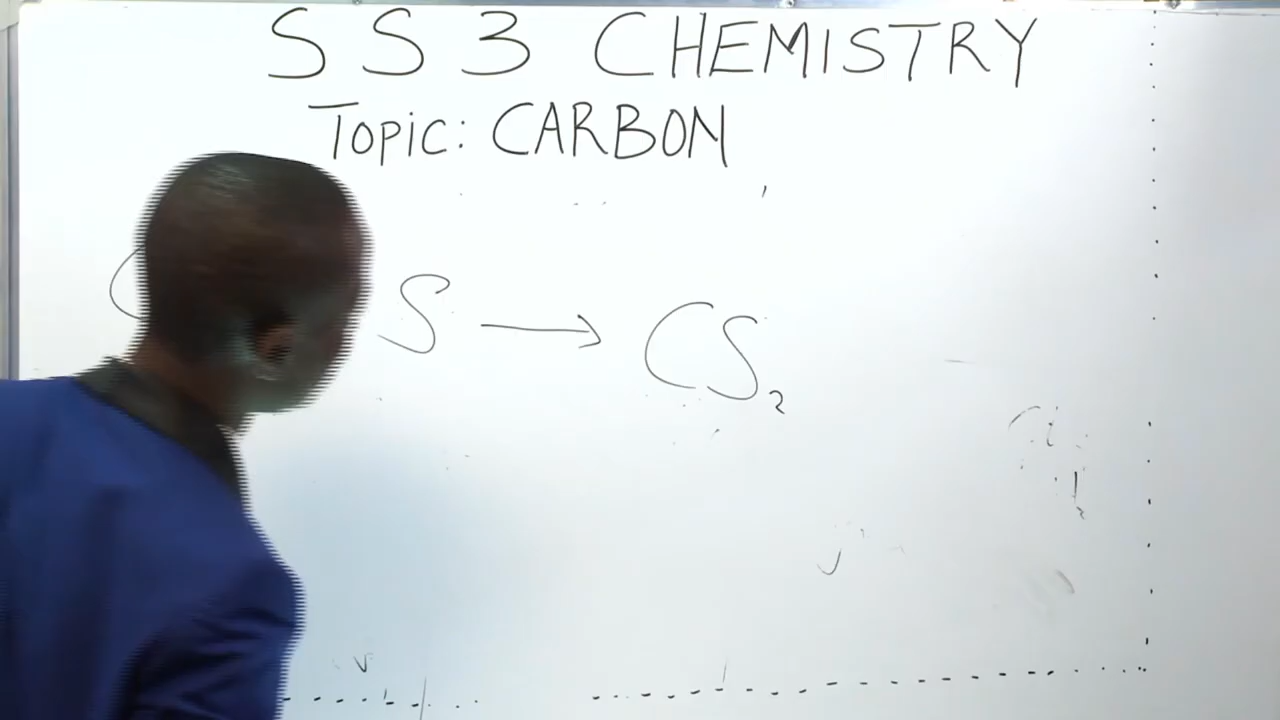 SS3 CHEMISTRY
Topic: CARBON
C S → CS₂